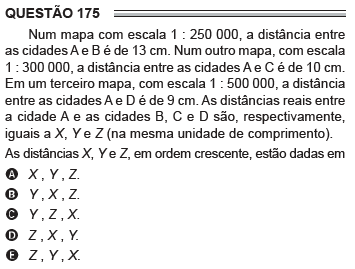 QUESTÃO 175
Num mapa com escala 1 : 250 000, a distância entre
as cidades A e B é de 13 cm. Num outro mapa, com escala
1 : 300 000, a distância entre as cidades A e C é de 10 cm.
Em um terceiro mapa, com escala 1 : 500 000, a distância
entre as cidades A e D é de 9 cm. As distâncias reais entre
a cidade A e as cidades B, C e D são, respectivamente,
iguais a X, Y e Z (na mesma unidade de comprimento).
As distâncias X, Y e Z, em ordem crescente, estão dadas em
A X , Y , Z.
B Y , X , Z.
C Y , Z , X.
D Z , X , Y.
E Z , Y , X.